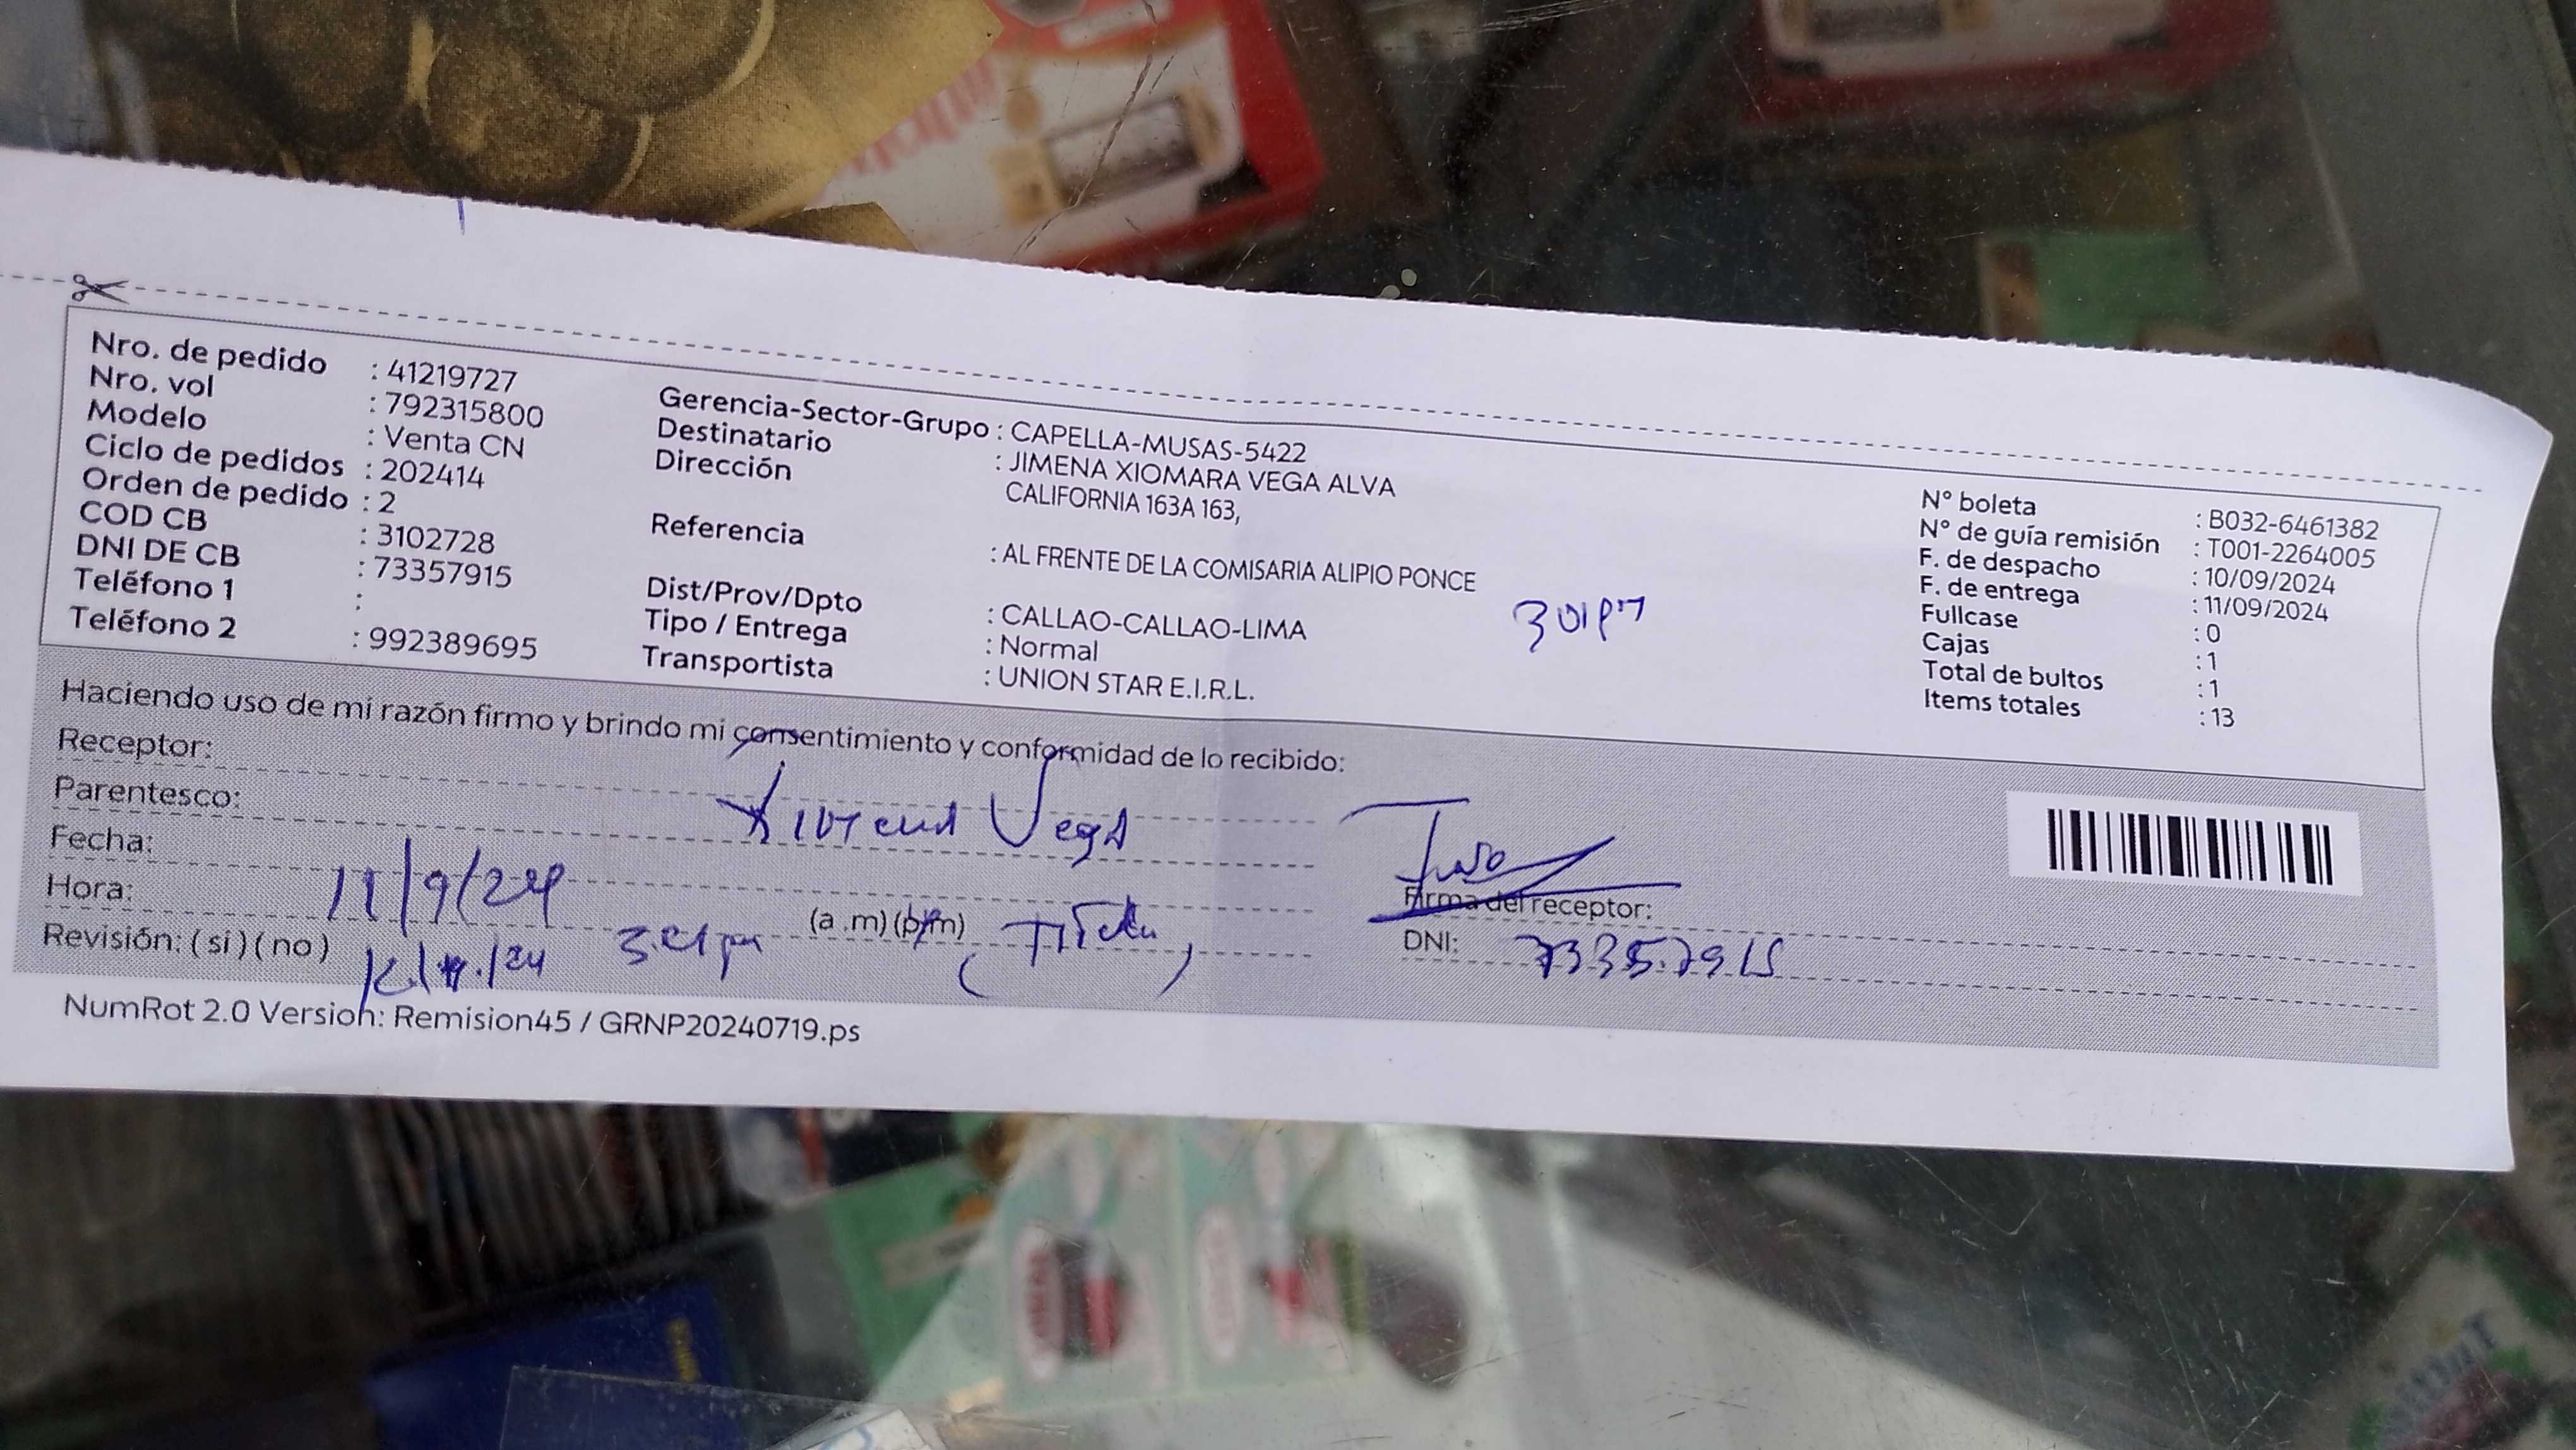 Nro. de pedido : 41219727
Nro. vol : 792315800
Modelo : Venta CN
Ciclo de pedidos : 202414
Orden de pedido : 2
COD CB : 3102728
DNI DE CB : 73357915
Teléfono 1 :
Teléfono 2 : 992389695
Gerencia-Sector-Grupo : CAPELLA-MUSAS-5422
Destinatario : JIMENA XIOMARA VEGA ALVA
Dirección CALIFORNIA 163A 163,
Referencia : AL FRENTE DE LA COMISARIA ALIPIO PONCE
Dist/Prov/Dpto : CALLAO-CALLAO-LIMA
Tipo / Entrega : Normal
Transportista : UNION STAR E.I.R.L.
301pm
N° boleta : B032-6461382
N° de guía remisión : T001-2264005
F. de despacho : 10/09/2024
F. de entrega : 11/09/2024
Fullcase : 0
Cajas : 1
Total de bultos : 1
Items totales : 13
Haciendo uso de mi razón firmo y brindo mi consentimiento y conformidad de lo recibido:
Receptor: Vega
Parentesco:
Fecha: 11/9/24
Hora: (a .m) (p.m)
Revisión: ( si ) ( no )
Firma del receptor:
DNI: 73357915
NumRot 2.0 Version: Remision45 / GRNP20240719.ps